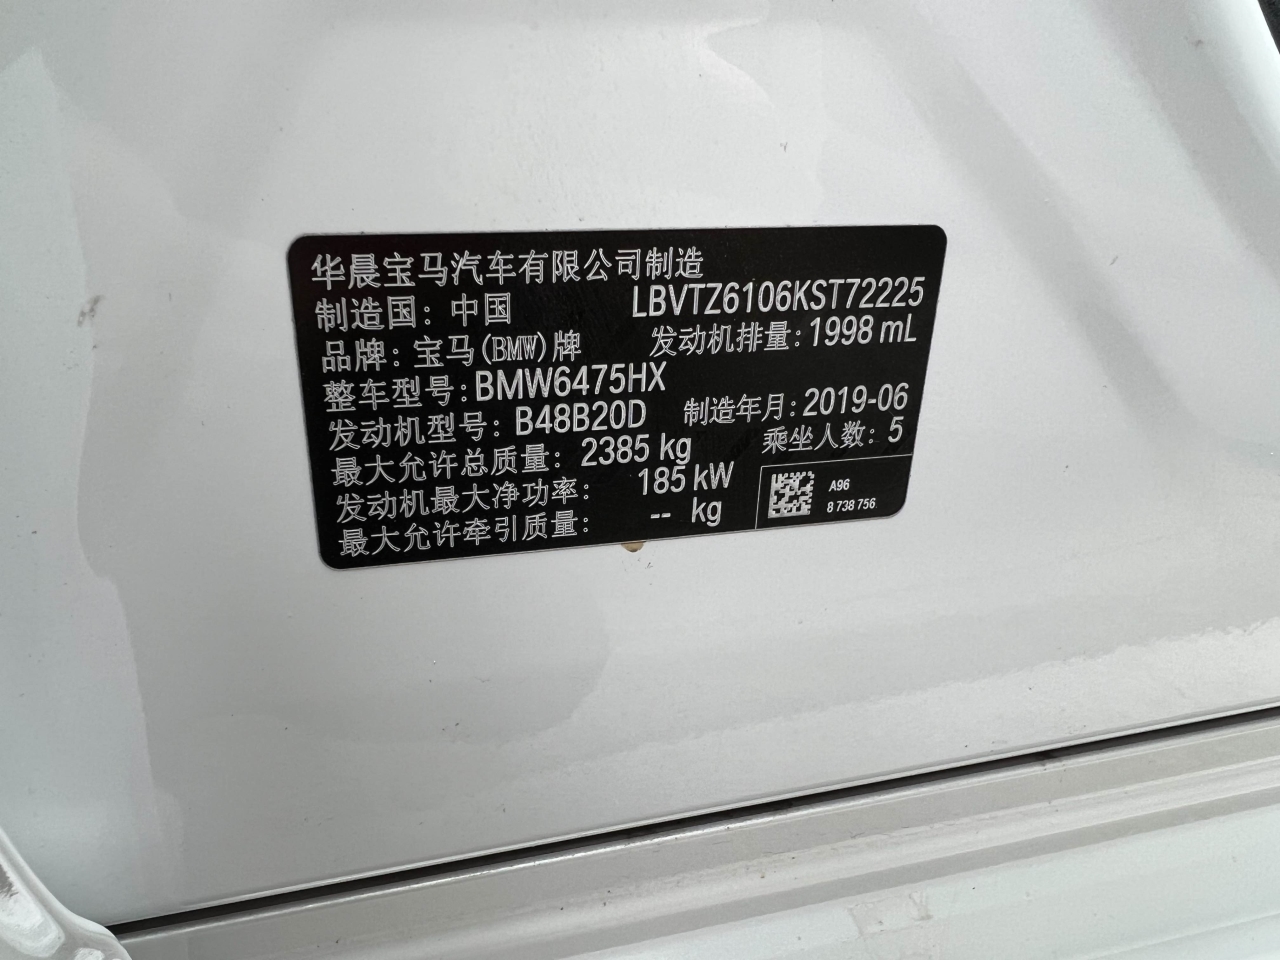 华晨宝马汽车有限公司制造
制造国：中国 LBVTZ6106KST72225
品牌：宝马(BMW)牌 发动机排量：1998 mL
整车型号：BMW6475HX
发动机型号：B48B20D 制造年月：2019-06
最大允许总质量：2385 kg 乘坐人数：5
发动机最大净功率：185 kW
最大允许牵引质量：-- kg
A96
8 738 756